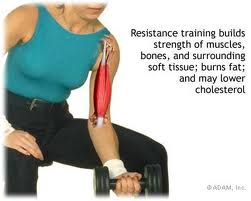 Resistance training builds
strength of muscles,
bones, and surrounding
soft tissue; burns fat;
and may lower
cholesterol
© ADAM, Inc.